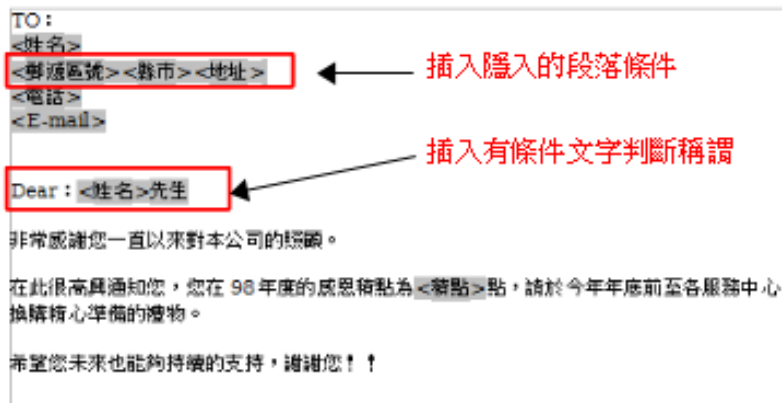 TO：
<姓名>
<郵遞區號><縣市><地址>
插入隱入的段落條件
<電話>
<E-mail>
插入有條件文字判斷稱謂
Dear：<姓名>先生
非常感謝您一直以來對本公司的照顧。
在此很高興通知您，您在 98 年度的感恩積點為<積點>點，請於今年年底前至各服務中心
換購精心準備的禮物。
希望您未來也能夠持續的支持，謝謝您！！